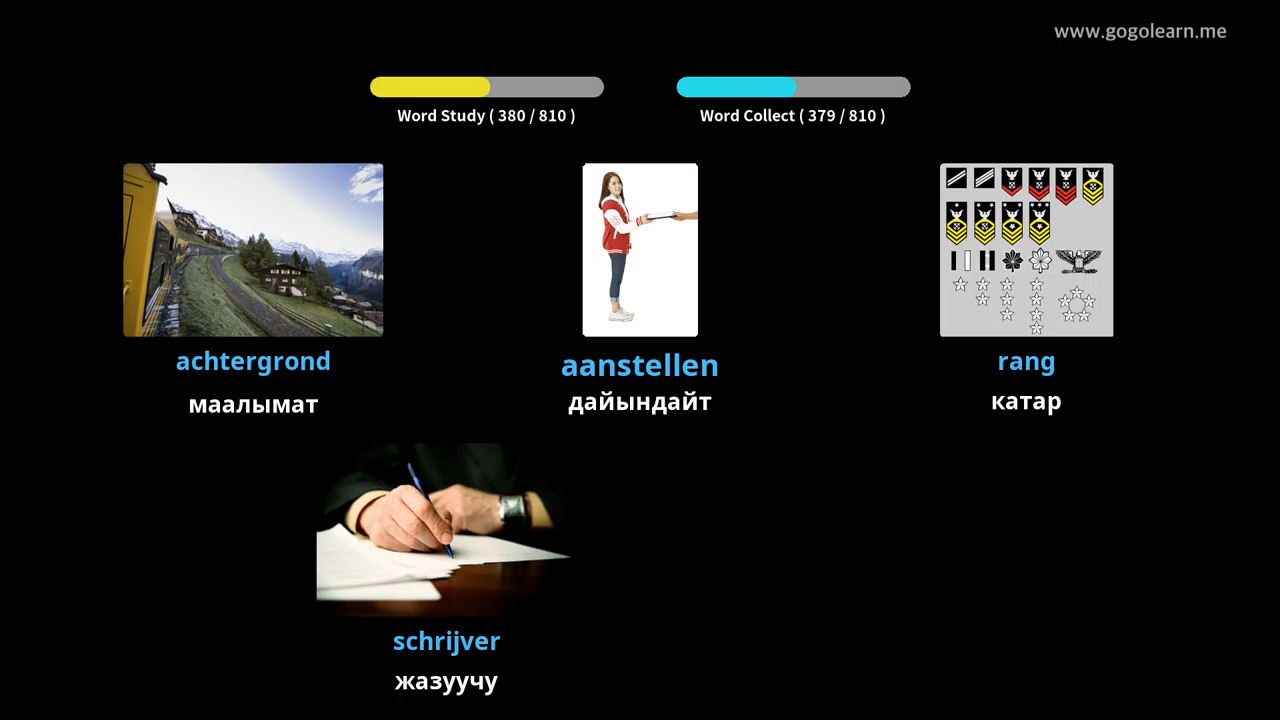 www.gogolearn.me
Word Study ( 380 / 810 )
Word Collect ( 379 / 810 )
achtergrond
маалымат
aanstellen
дайындайт
rang
катар
schrijver
жазуучу